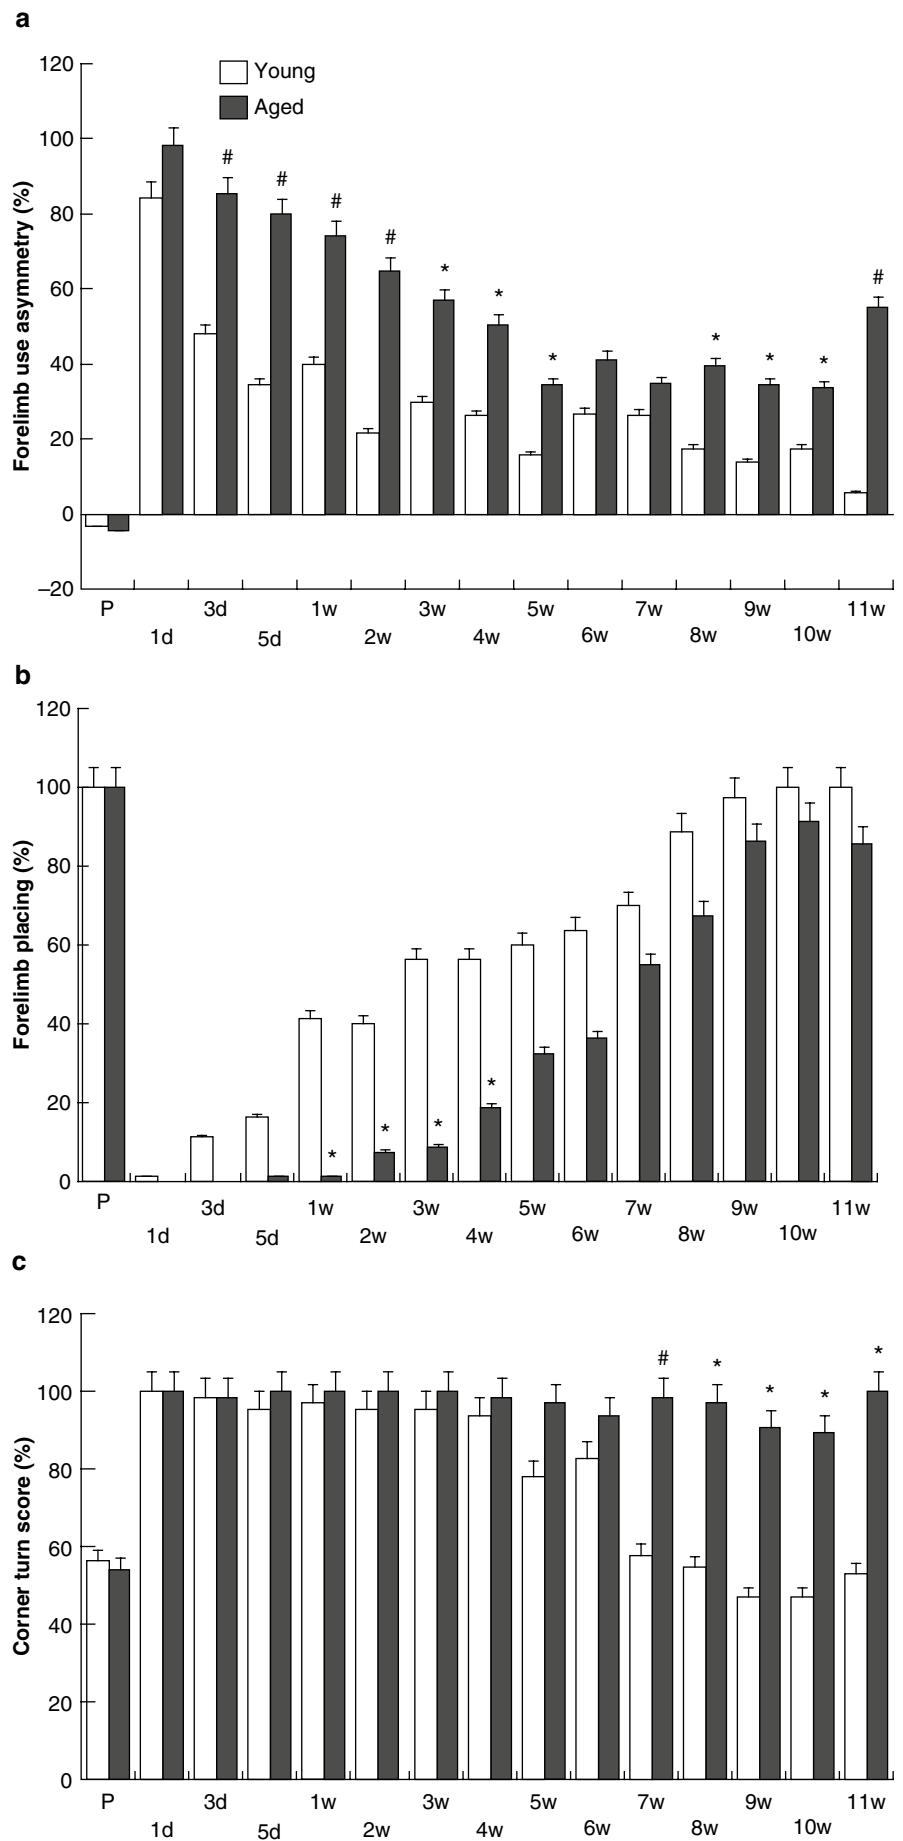 a
120
100
80
60
40
20
0
–20
Forelimb use asymmetry (%)
Young
Aged
# # # # * * * * * * #
P 3d 1w 3w 5w 7w 9w 11w
1d 5d 2w 4w 6w 8w 10w
b
120
100
80
60
40
20
0
Forelimb placing (%)
* * * *
P 3d 1w 3w 5w 7w 9w 11w
1d 5d 2w 4w 6w 8w 10w
c
120
100
80
60
40
20
0
Corner turn score (%)
# * * * *
P 3d 1w 3w 5w 7w 9w 11w
1d 5d 2w 4w 6w 8w 10w